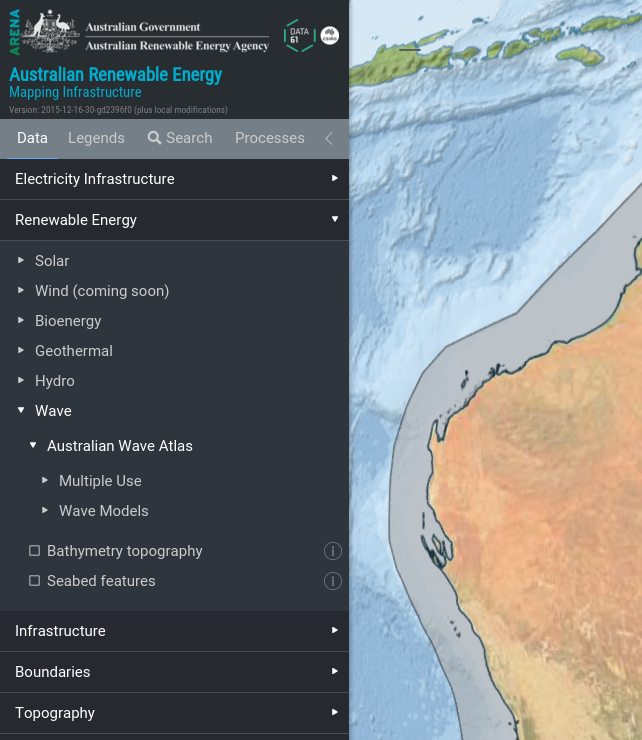 ARENA
Australian Government
Australian Renewable Energy Agency
DATA
61
CSIRO
Australian Renewable Energy
Mapping Infrastructure
Version: 2015-12-16-30-gd2396f0 (plus local modifications)
Data Legends Search Processes
Electricity Infrastructure
Renewable Energy
Solar
Wind (coming soon)
Bioenergy
Geothermal
Hydro
Wave
Australian Wave Atlas
Multiple Use
Wave Models
Bathymetry topography
Seabed features
Infrastructure
Boundaries
Topography